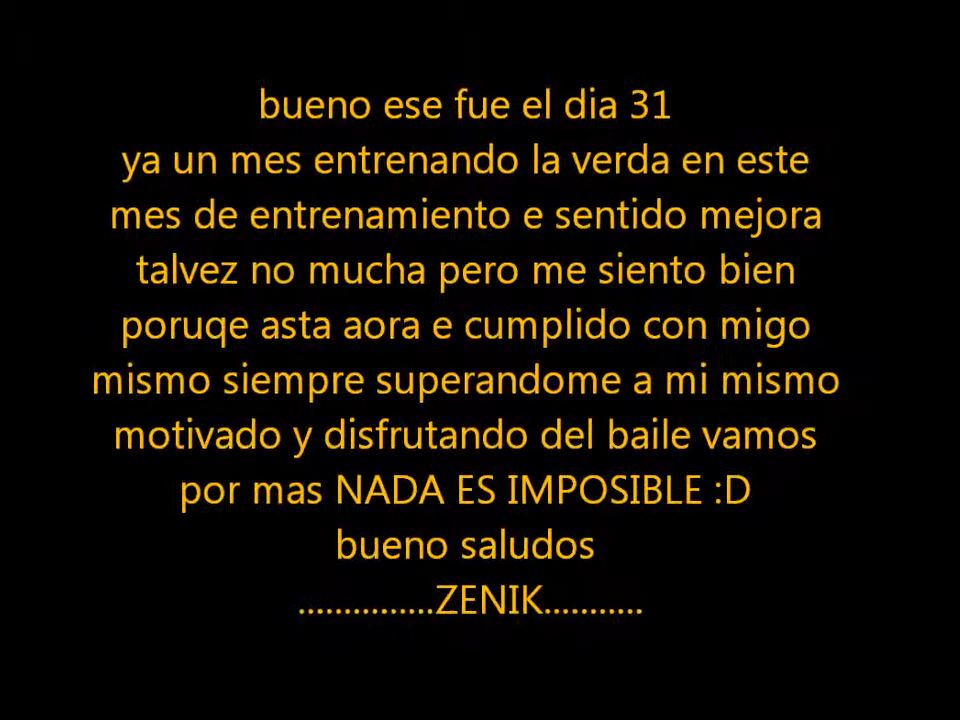 bueno ese fue el dia 31
ya un mes entrenando la verda en este
mes de entrenamiento e sentido mejora
talvez no mucha pero me siento bien
poruqe asta aora e cumplido con migo
mismo siempre superandome a mi mismo
motivado y disfrutando del baile vamos
por mas NADA ES IMPOSIBLE :D
bueno saludos
...............ZENIK...........